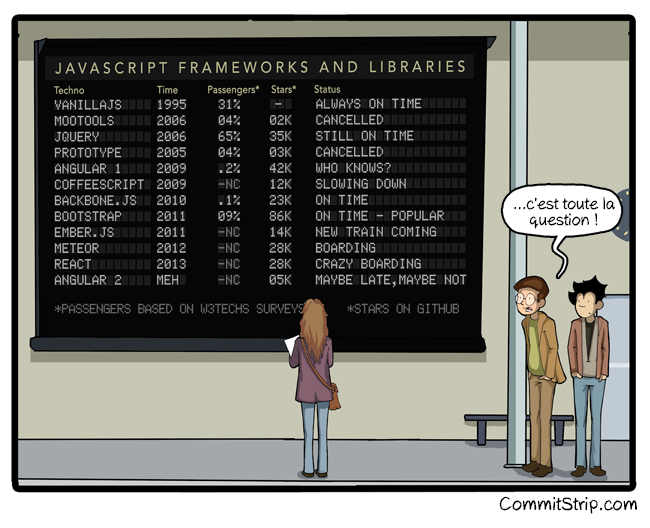 JAVASCRIPT FRAMEWORKS AND LIBRARIES
Techno Time Passengers* Stars* Status
VANILLAJS 1995 31% - ALWAYS ON TIME
MOOTOOLS 2006 04% 02K CANCELLED
JQUERY 2006 65% 35K STILL ON TIME
PROTOTYPE 2005 04% 03K CANCELLED
ANGULAR 1 2009 .2% 42K WHO KNOWS?
COFFEESCRIPT 2009 -NC 12K SLOWING DOWN
BACKBONE.JS 2010 .1% 23K ON TIME
BOOTSTRAP 2011 09% 86K ON TIME - POPULAR
EMBER.JS 2011 -NC 14K NEW TRAIN COMING
METEOR 2012 -NC 28K BOARDING
REACT 2013 -NC 28K CRAZY BOARDING
ANGULAR 2 MEH -NC 05K MAYBE LATE,MAYBE NOT
*PASSENGERS BASED ON W3TECHS SURVEYS *STARS ON GITHUB
...c'est toute la
question !
CommitStrip.com